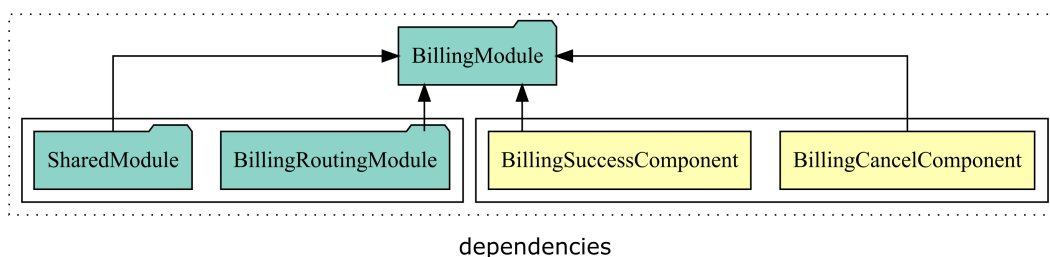 BillingModule
SharedModule
BillingRoutingModule
BillingSuccessComponent
BillingCancelComponent
dependencies